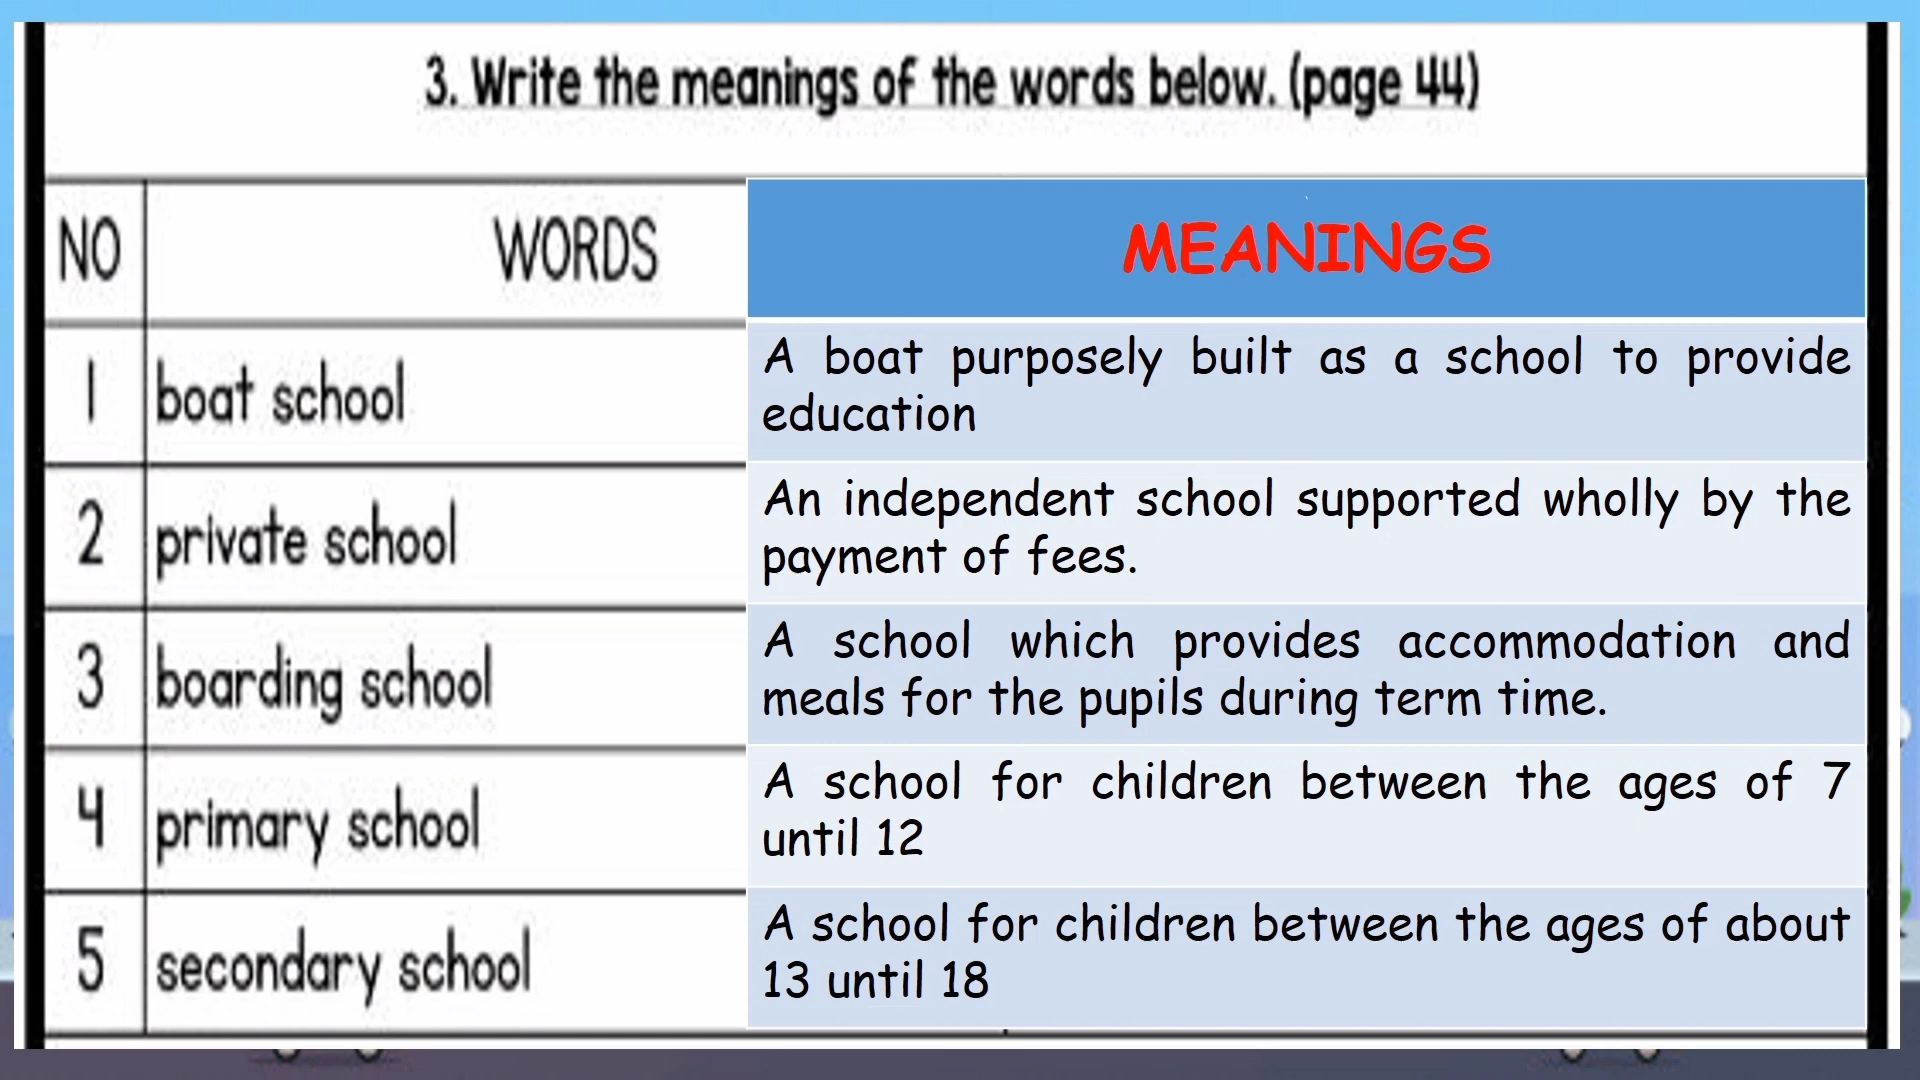 3. Write the meanings of the words below. (page 44)
NO WORDS MEANINGS
1 boat school A boat purposely built as a school to provide
education
2 private school An independent school supported wholly by the
payment of fees.
3 boarding school A school which provides accommodation and
meals for the pupils during term time.
4 primary school A school for children between the ages of 7
until 12
5 secondary school A school for children between the ages of about
13 until 18